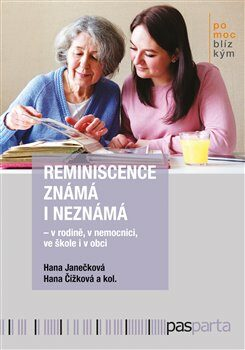 po
moc
blíz
kým
REMINISCENCE
ZNÁMÁ
I NEZNÁMÁ
– v rodině, v nemocnici,
ve škole i v obci
Hana Janečková
Hana Čížková a kol.
pasparta